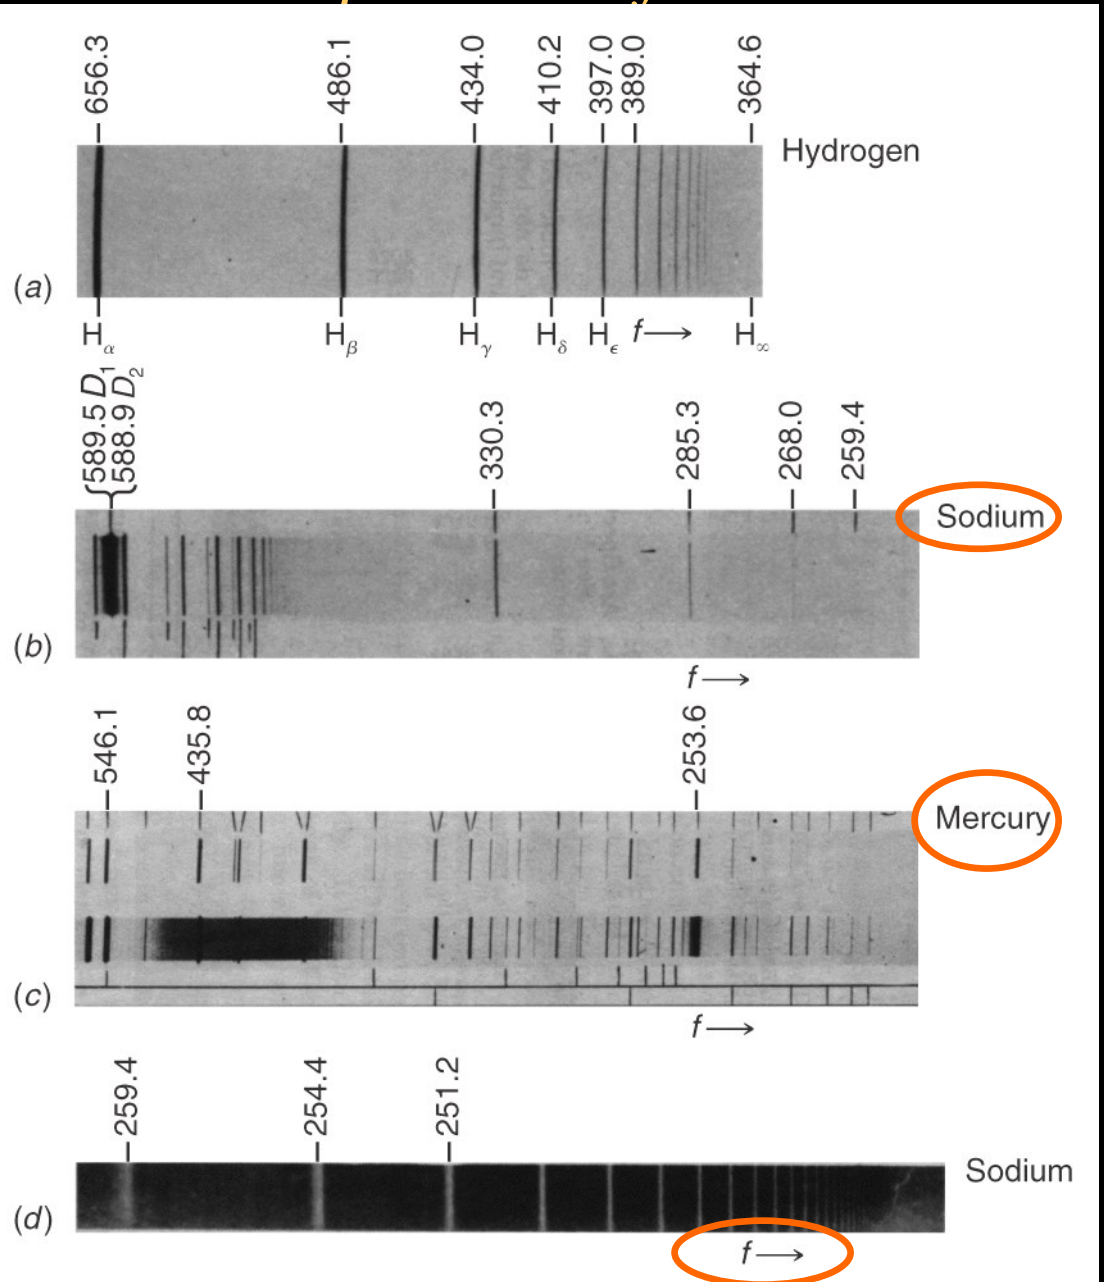 656.3 486.1 434.0 410.2 397.0 389.0 364.6
Hydrogen
(a)
Hα Hβ Hγ Hδ Hϵ f⟶ H∞
589.5 D₁
588.9 D₂
330.3 285.3 268.0 259.4
Sodium
(b)
f⟶
546.1 435.8 253.6
Mercury
(c)
f⟶
259.4 254.4 251.2
Sodium
(d)
f⟶